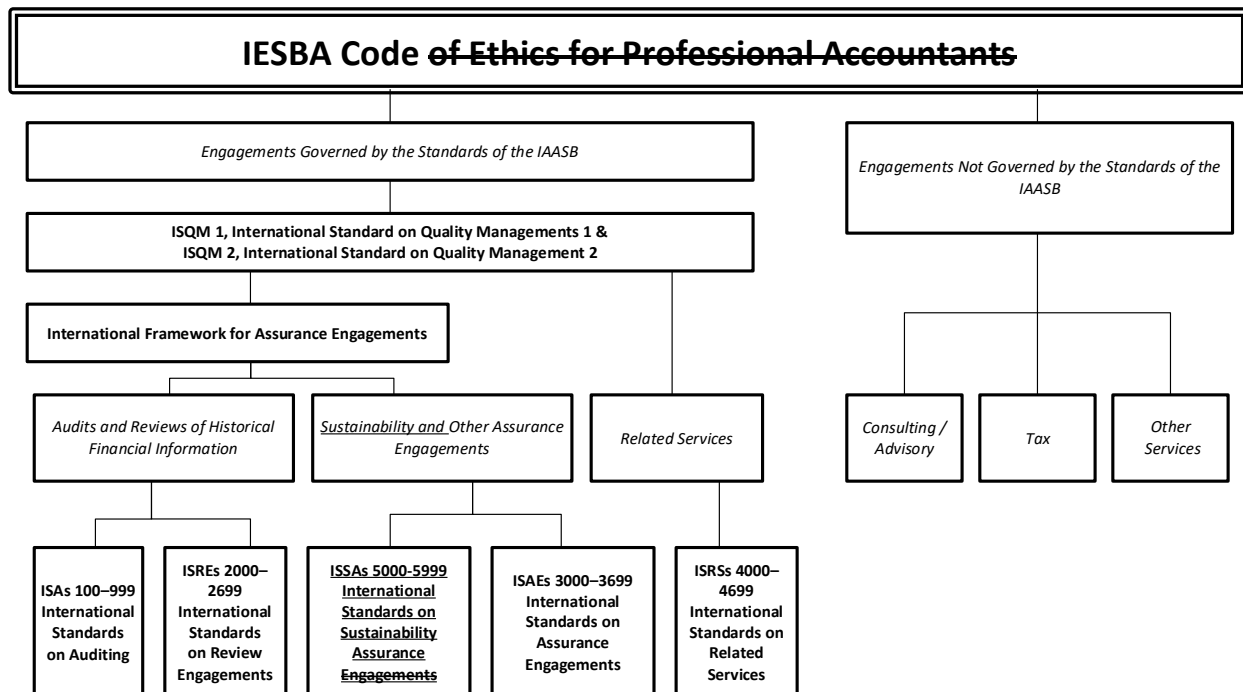 IESBA Code of Ethics for Professional Accountants
Engagements Governed by the Standards of the IAASB
Engagements Not Governed by the Standards of the
IAASB
ISQM 1, International Standard on Quality Managements 1 &
ISQM 2, International Standard on Quality Management 2
International Framework for Assurance Engagements
Audits and Reviews of Historical
Financial Information
Sustainability and Other Assurance
Engagements
Related Services
Consulting /
Advisory
Tax
Other
Services
ISAs 100–999
International
Standards
on Auditing
ISREs 2000–
2699
International
Standards
on Review
Engagements
ISSAs 5000-5999
International
Standards on
Sustainability
Assurance
Engagements
ISAEs 3000–3699
International
Standards on
Assurance
Engagements
ISRSs 4000–
4699
International
Standards on
Related
Services